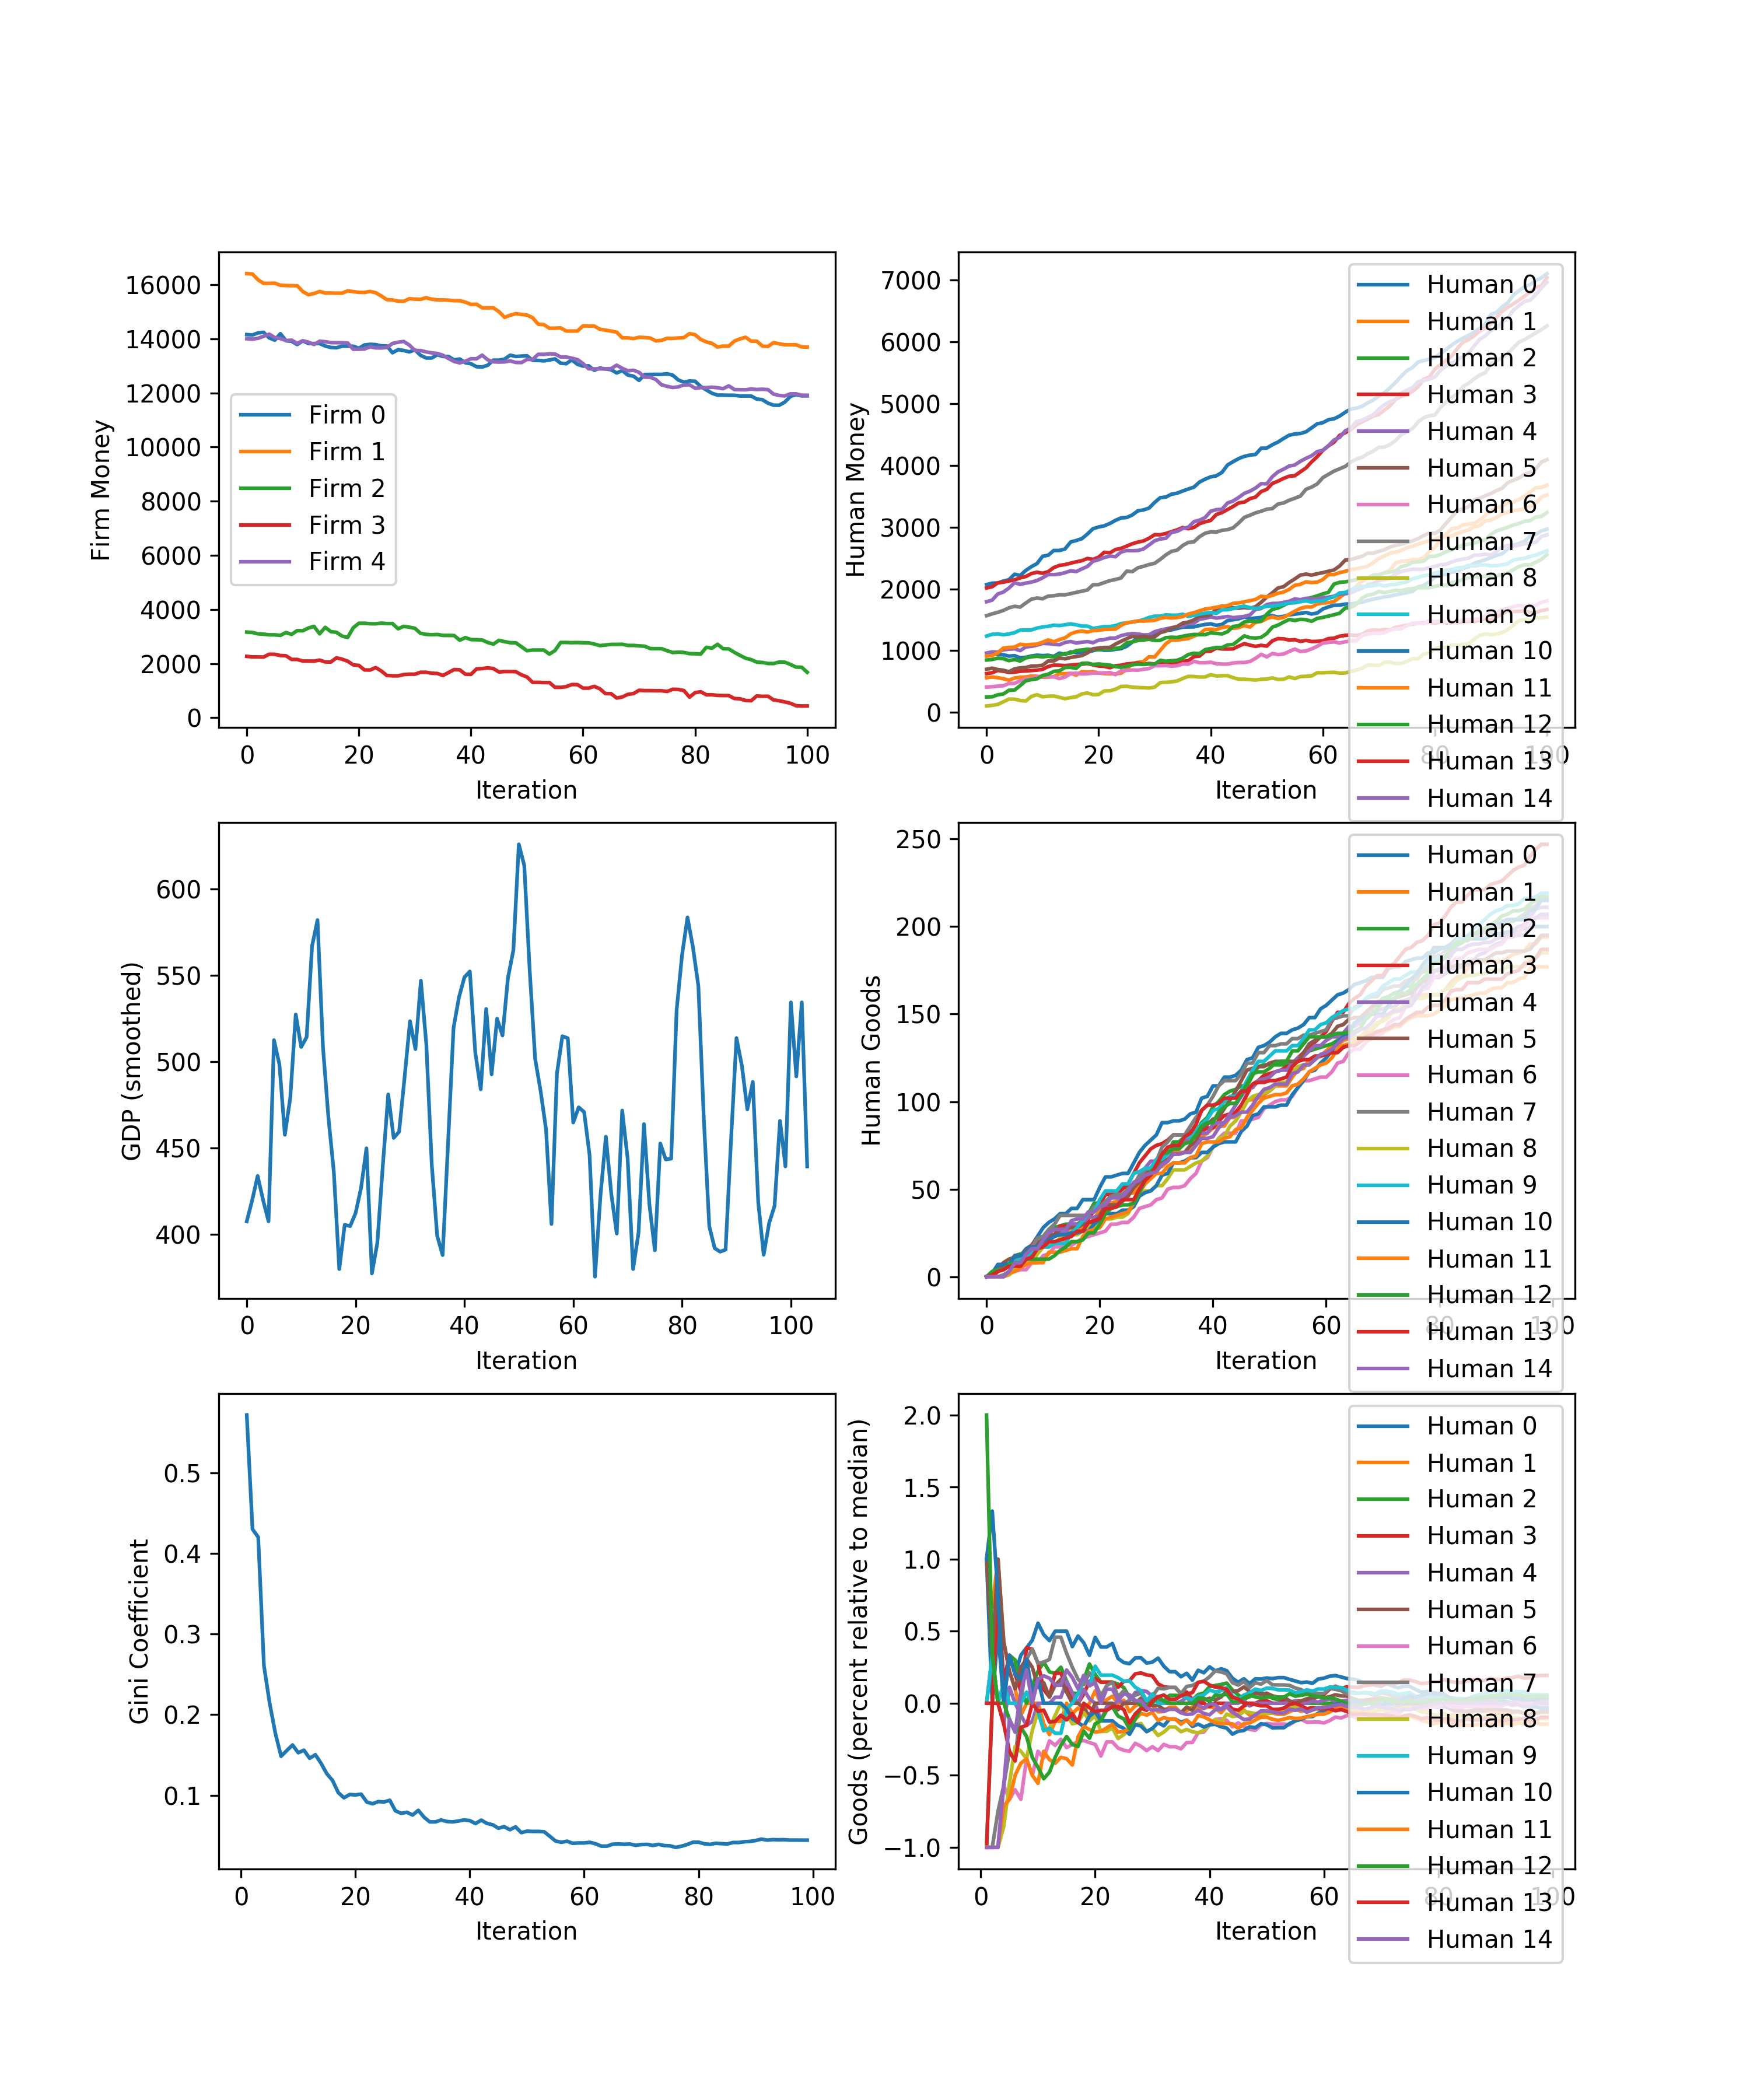 Firm Money
16000
14000
12000
10000
8000
6000
4000
2000
0
Firm 0
Firm 1
Firm 2
Firm 3
Firm 4
0 20 40 60 80 100
Iteration
Human Money
7000
6000
5000
4000
3000
2000
1000
0
Human 0
Human 1
Human 2
Human 3
Human 4
Human 5
Human 6
Human 7
Human 8
Human 9
Human 10
Human 11
Human 12
Human 13
Human 14
0 20 40 60 80 100
Iteration
GDP (smoothed)
600
550
500
450
400
0 20 40 60 80 100
Iteration
Human Goods
250
200
150
100
50
0
Human 0
Human 1
Human 2
Human 3
Human 4
Human 5
Human 6
Human 7
Human 8
Human 9
Human 10
Human 11
Human 12
Human 13
Human 14
0 20 40 60 80 100
Iteration
Gini Coefficient
0.5
0.4
0.3
0.2
0.1
0 20 40 60 80 100
Iteration
Goods (percent relative to median)
2.0
1.5
1.0
0.5
0.0
−0.5
−1.0
Human 0
Human 1
Human 2
Human 3
Human 4
Human 5
Human 6
Human 7
Human 8
Human 9
Human 10
Human 11
Human 12
Human 13
Human 14
0 20 40 60 80 100
Iteration